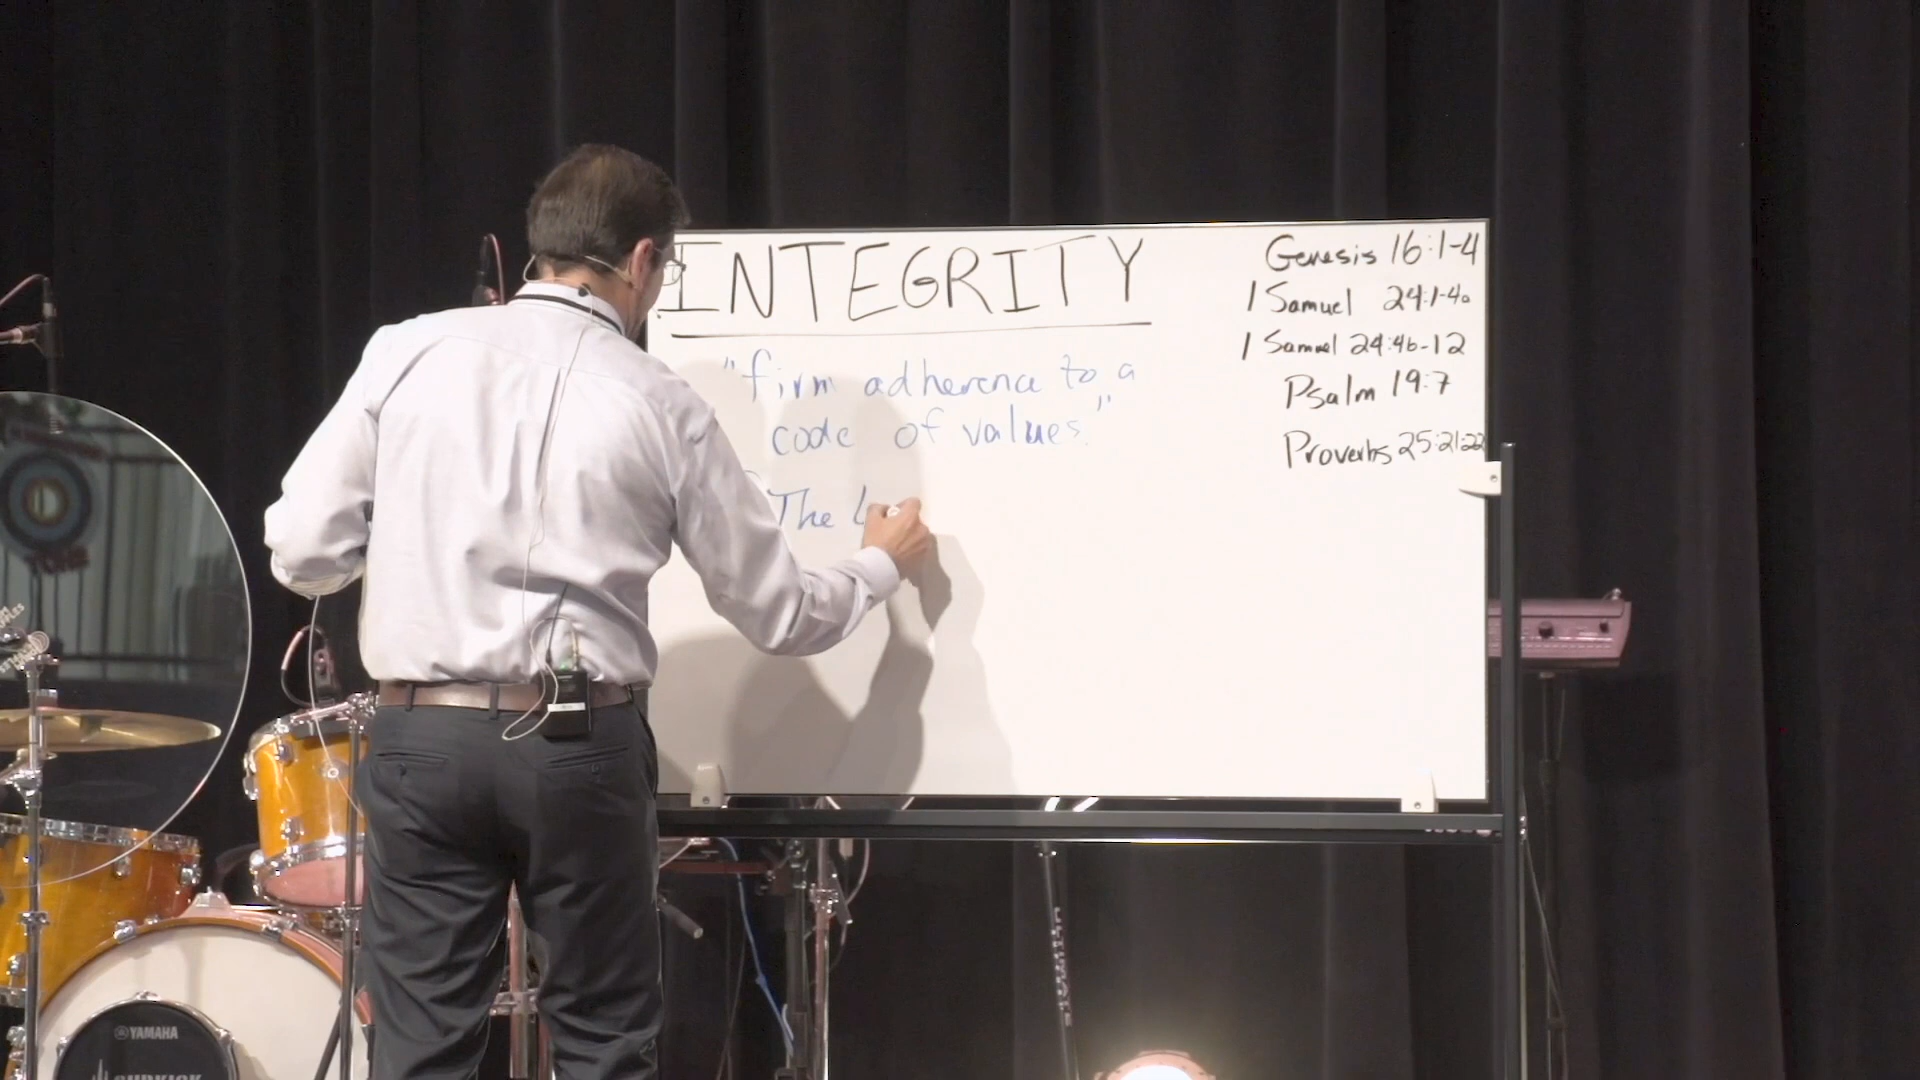 INTEGRITY
"firm adherence to a
code of values."
The
Genesis 16:1-4
1 Samuel 24:1-4a
1 Samuel 24:4b-12
Psalm 19:7
Proverbs 25:21-22
YAMAHA